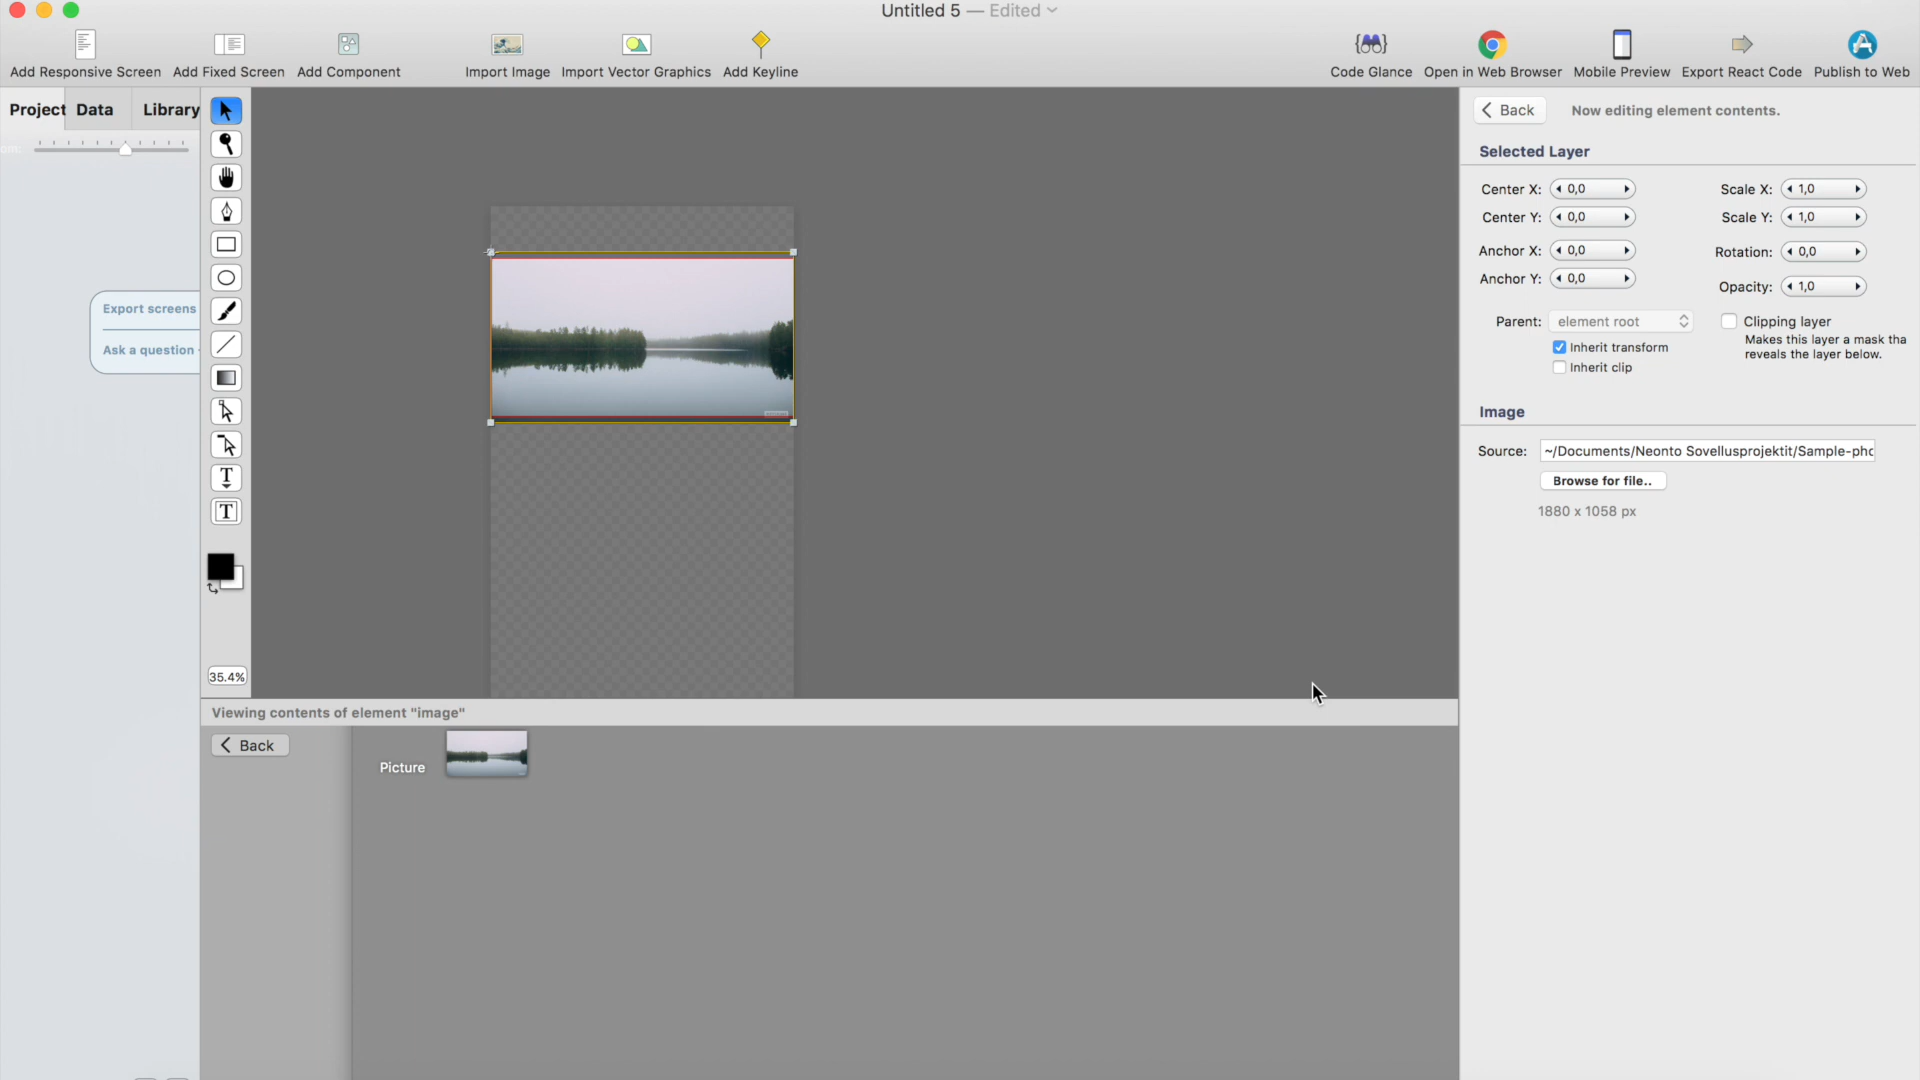 Untitled 5 — Edited
Add Responsive Screen
Add Fixed Screen
Add Component
Import Image
Import Vector Graphics
Add Keyline
Code Glance
Open in Web Browser
Mobile Preview
Export React Code
Publish to Web
Project
Data
Library
Export screens
Ask a question
35.4%
Back
Now editing element contents.
Selected Layer
Center X: 0,0
Scale X: 1,0
Center Y: 0,0
Scale Y: 1,0
Anchor X: 0,0
Rotation: 0,0
Anchor Y: 0,0
Opacity: 1,0
Parent: element root
Clipping layer
Makes this layer a mask tha
reveals the layer below.
Inherit transform
Inherit clip
Image
Source: ~/Documents/Neonto Sovellusprojektit/Sample-phc
Browse for file..
1880 x 1058 px
Viewing contents of element "image"
Back
Picture